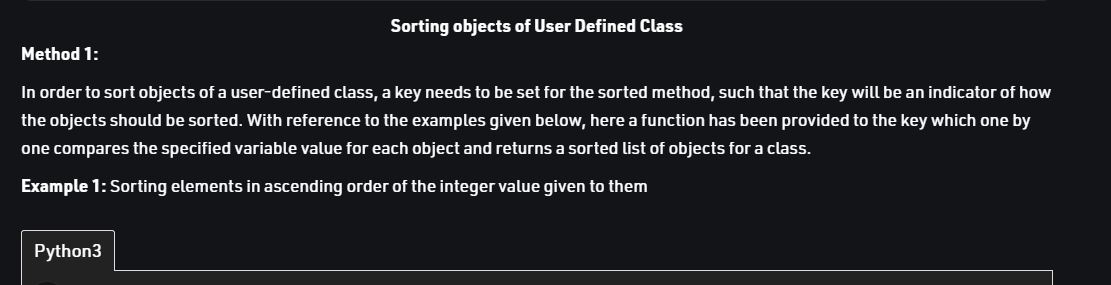 Sorting objects of User Defined Class
Method 1:
In order to sort objects of a user-defined class, a key needs to be set for the sorted method, such that the key will be an indicator of how
the objects should be sorted. With reference to the examples given below, here a function has been provided to the key which one by
one compares the specified variable value for each object and returns a sorted list of objects for a class.
Example 1: Sorting elements in ascending order of the integer value given to them
Python3